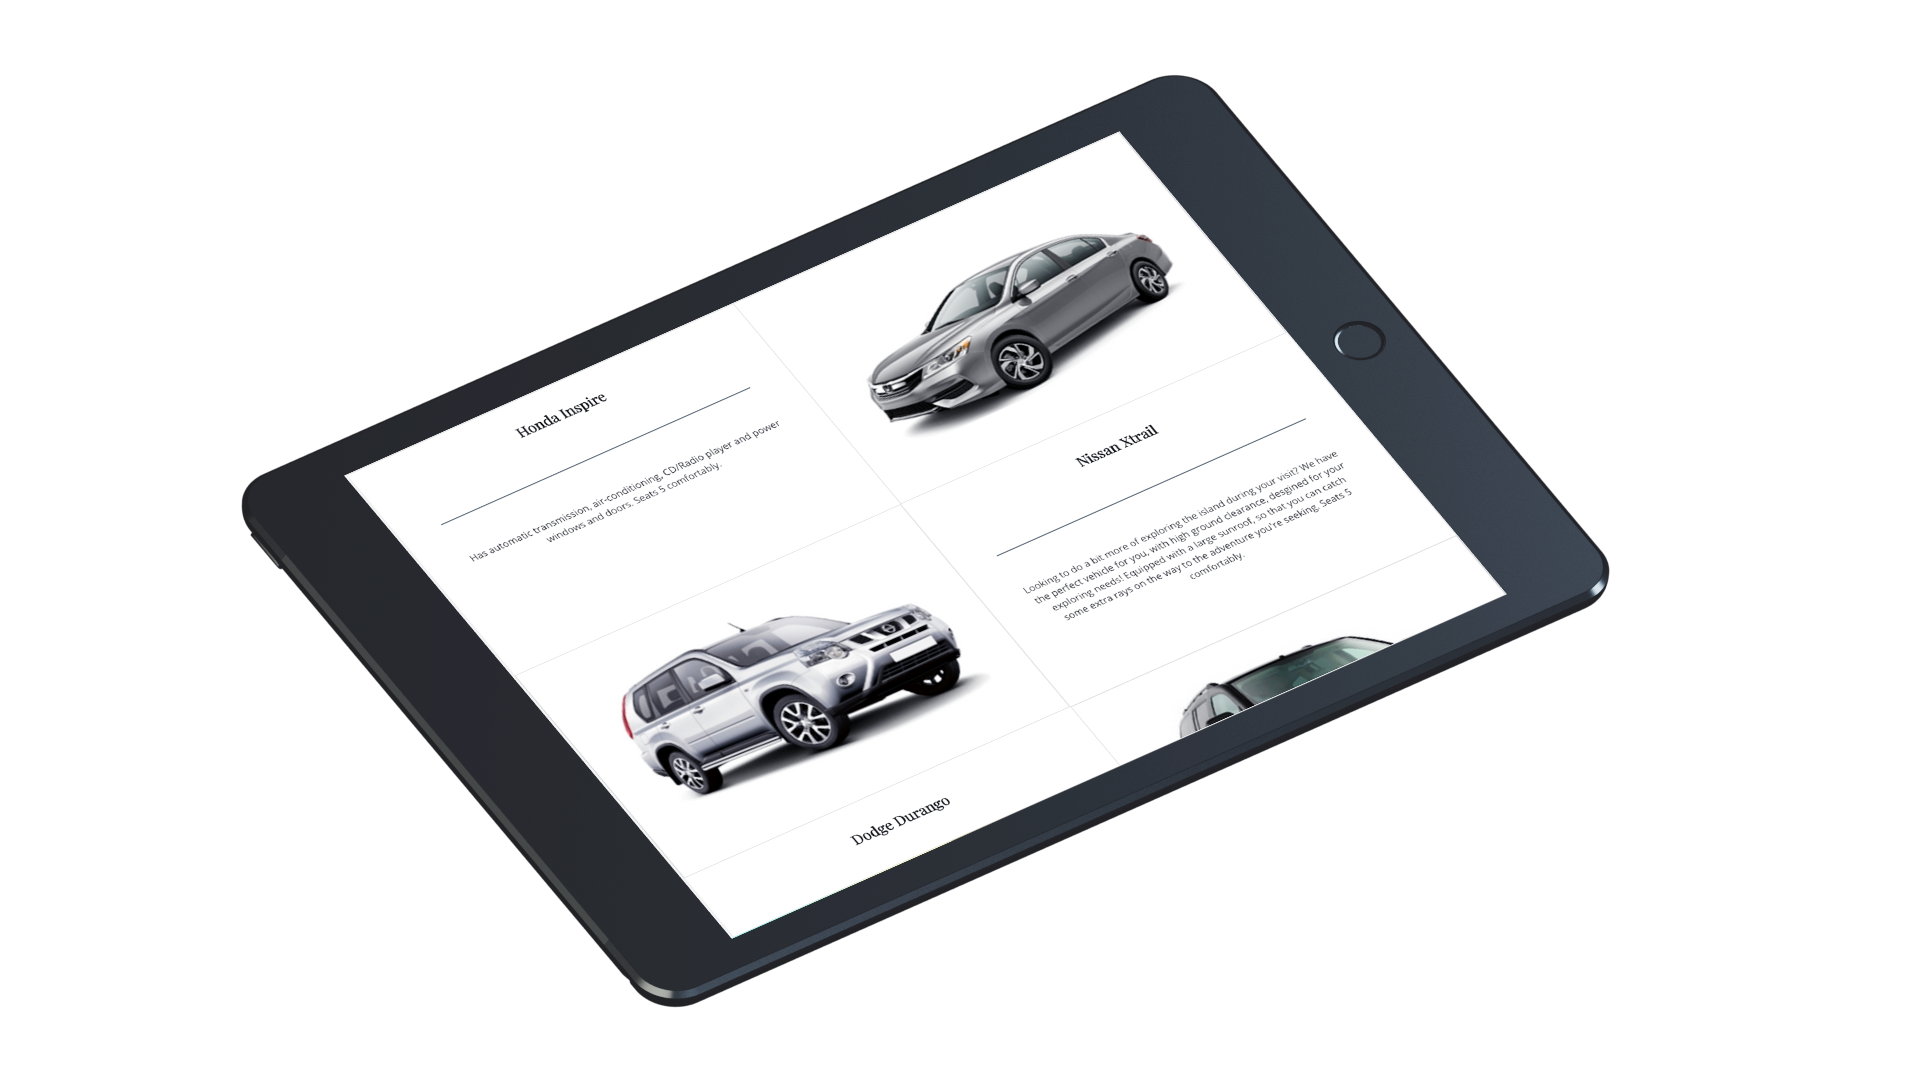 Honda Inspire
Has automatic transmission, air-conditioning, CD/Radio player and power
windows and doors. Seats 5 comfortably.
Nissan Xtrail
Looking to do a bit more of exploring the island during your visit? We have
the perfect vehicle for you, with high ground clearance, desgined for your
exploring needs! Equipped with a large sunroof, so that you can catch
some extra rays on the way to the adventure you're seeking. Seats 5
comfortably.
Dodge Durango